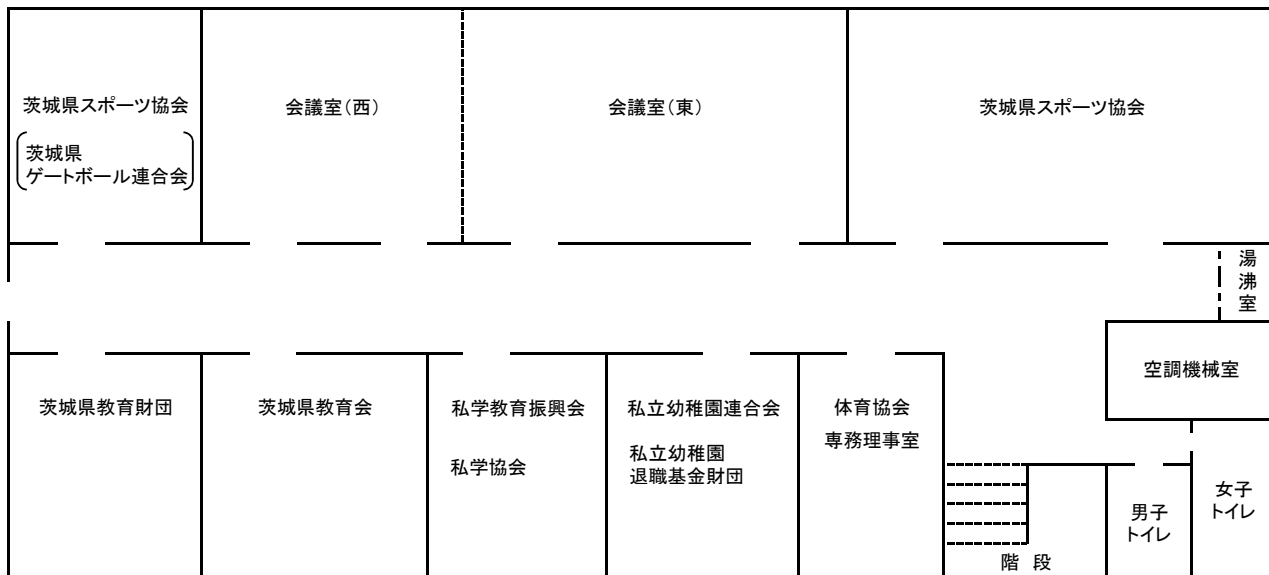 茨城県スポーツ協会
茨城県
ゲートボール連合会
会議室(西)
会議室(東)
茨城県スポーツ協会
湯沸室
空調機械室
茨城県教育財団
茨城県教育会
私学教育振興会
私学協会
私立幼稚園連合会
私立幼稚園
退職基金財団
体育協会
専務理事室
階 段
男子
トイレ
女子
トイレ